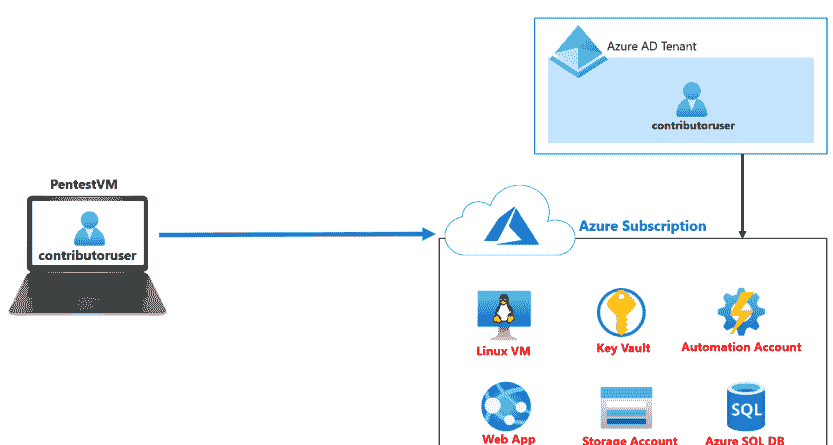 Azure AD Tenant
contributoruser
PentestVM
contributoruser
Azure Subscription
Linux VM
Key Vault
Automation Account
SQL
Web App
Storage Account
Azure SQL DB